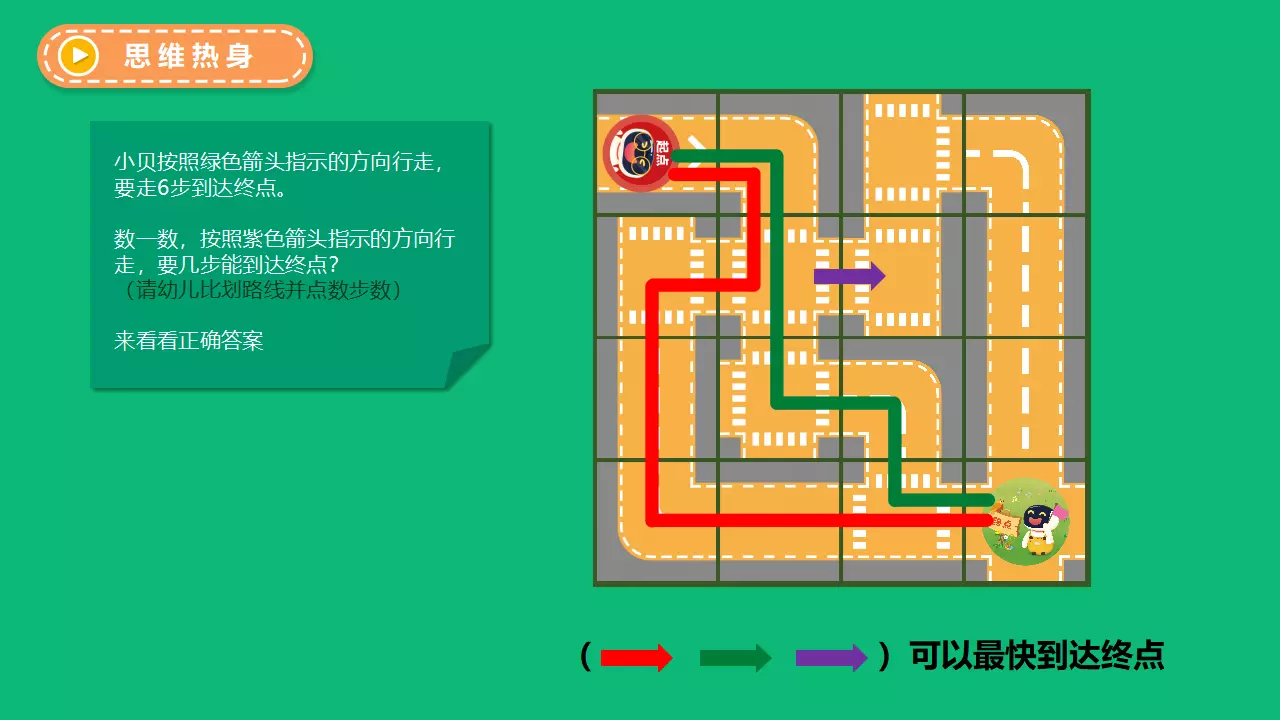 思维热身
小贝按照绿色箭头指示的方向行走，
要走6步到达终点。
数一数，按照紫色箭头指示的方向行
走，要几步能到达终点？
（请幼儿比划路线并点数步数）
来看看正确答案
起点
终点
（ ）可以最快到达终点